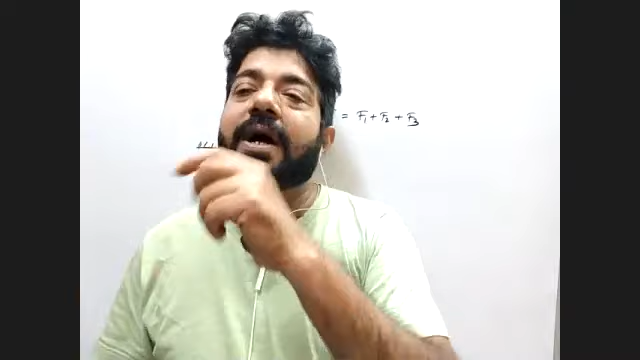 = F₁ + F₂ + F₃